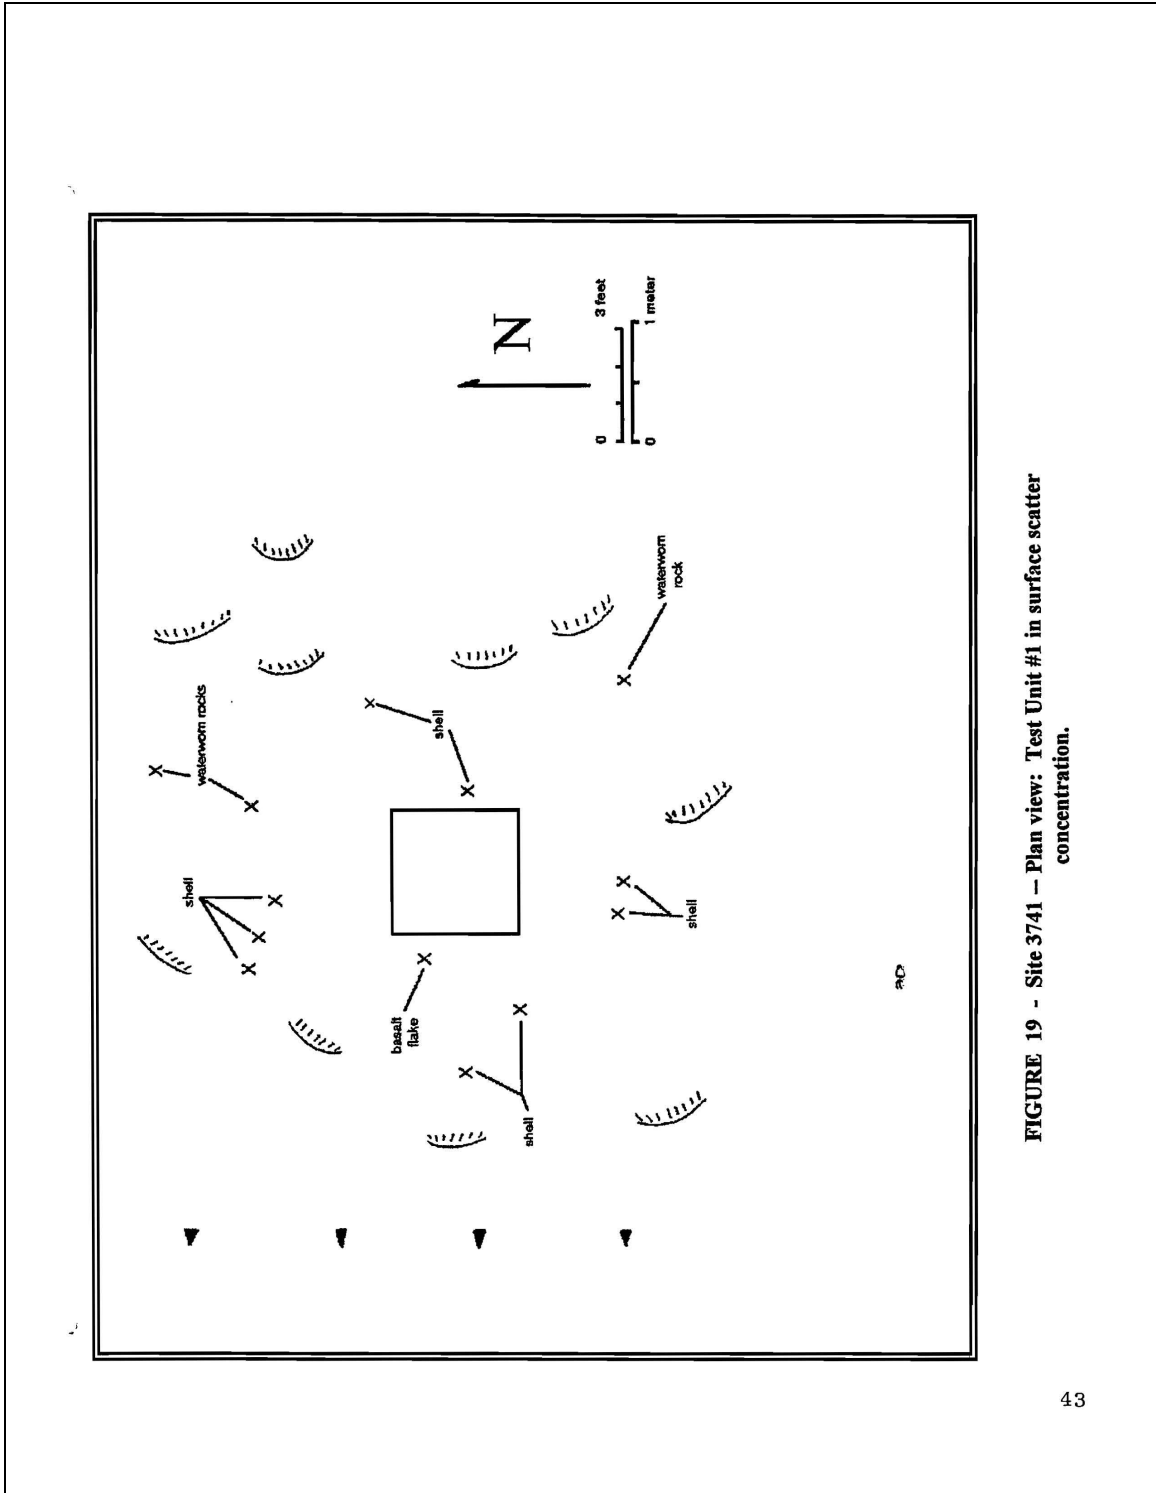 waterworn rocks
shell
shell
basalt
flake
shell
shell
waterworn
rock
N
0 3 feet
0 1 meter
FIGURE 19 - Site 3741 – Plan view: Test Unit #1 in surface scatter
concentration.
43